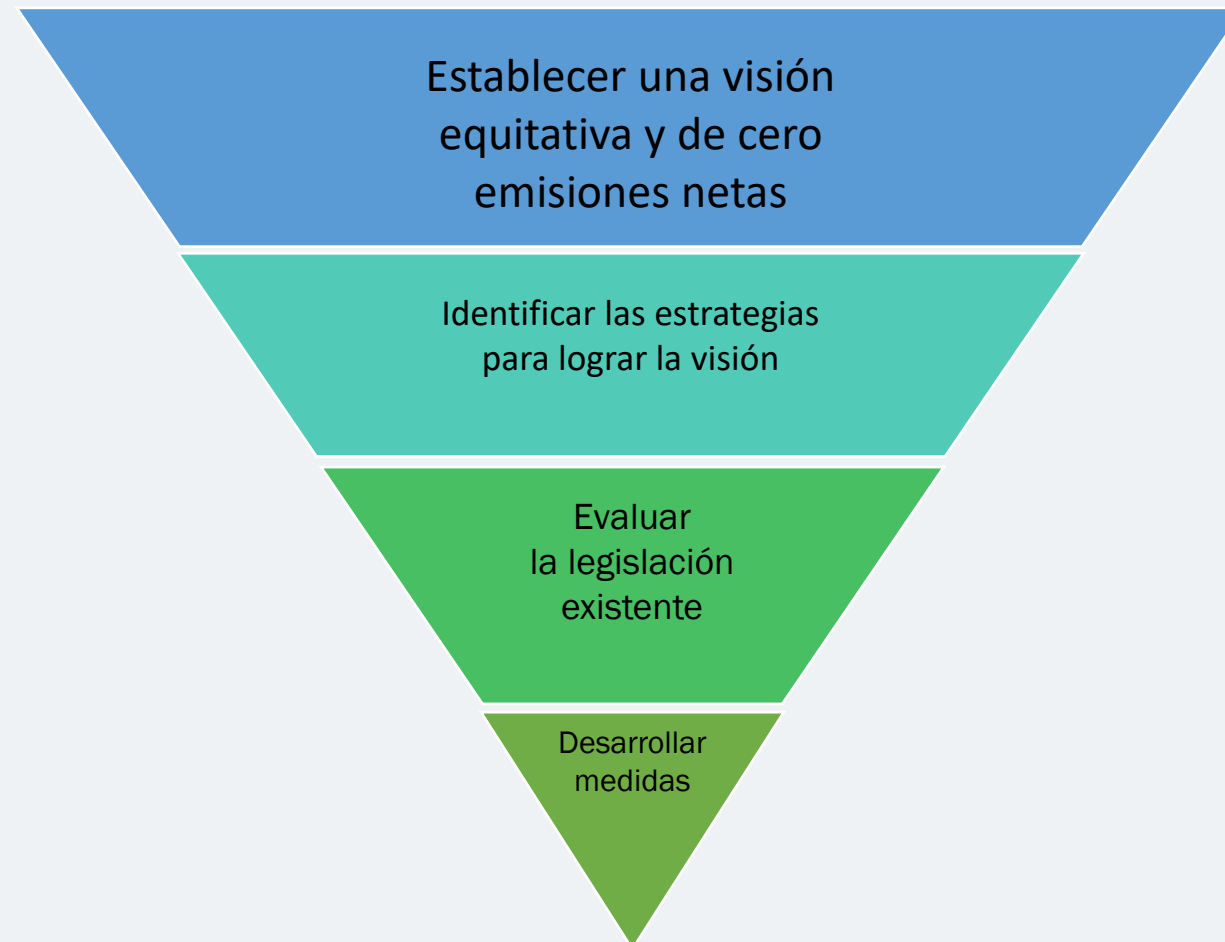 Establecer una visión
equitativa y de cero
emisiones netas
Identificar las estrategias
para lograr la visión
Evaluar
la legislación
existente
Desarrollar
medidas